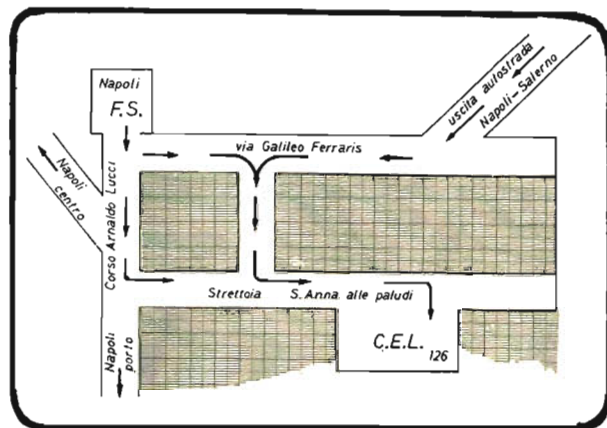 Napoli
F.S.
uscita autostrada
Napoli-Salerno
Napoli
centro
Corso Arnaldo Lucci
via Galileo Ferraris
Strettoia S. Anna alle paludi
C.E.L. 126
Napoli
porto